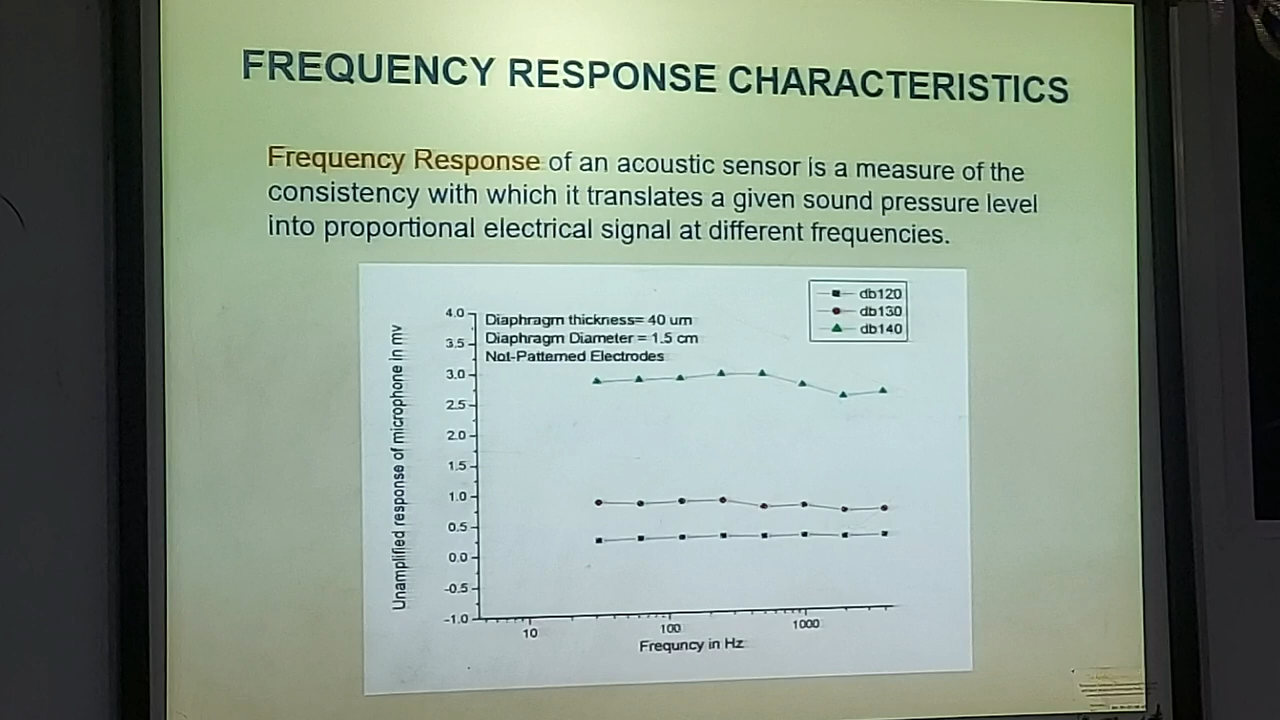 FREQUENCY RESPONSE CHARACTERISTICS
Frequency Response of an acoustic sensor is a measure of the
consistency with which it translates a given sound pressure level
into proportional electrical signal at different frequencies.
db120
db130
db140
Diaphragm thickness= 40 um
Diaphragm Diameter = 1.5 cm
Not-Patterned Electrodes
Unamplified response of microphone in mv
4.0
3.5
3.0
2.5
2.0
1.5
1.0
0.5
0.0
-0.5
-1.0
10
100
1000
Frequncy in Hz